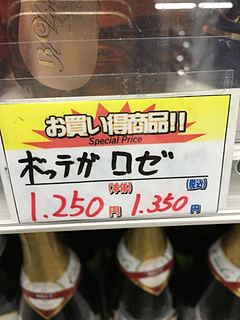 お買い得商品!!
Special Price
ボッテガ ロゼ
(本体) (税込)
1.250円 1.350円